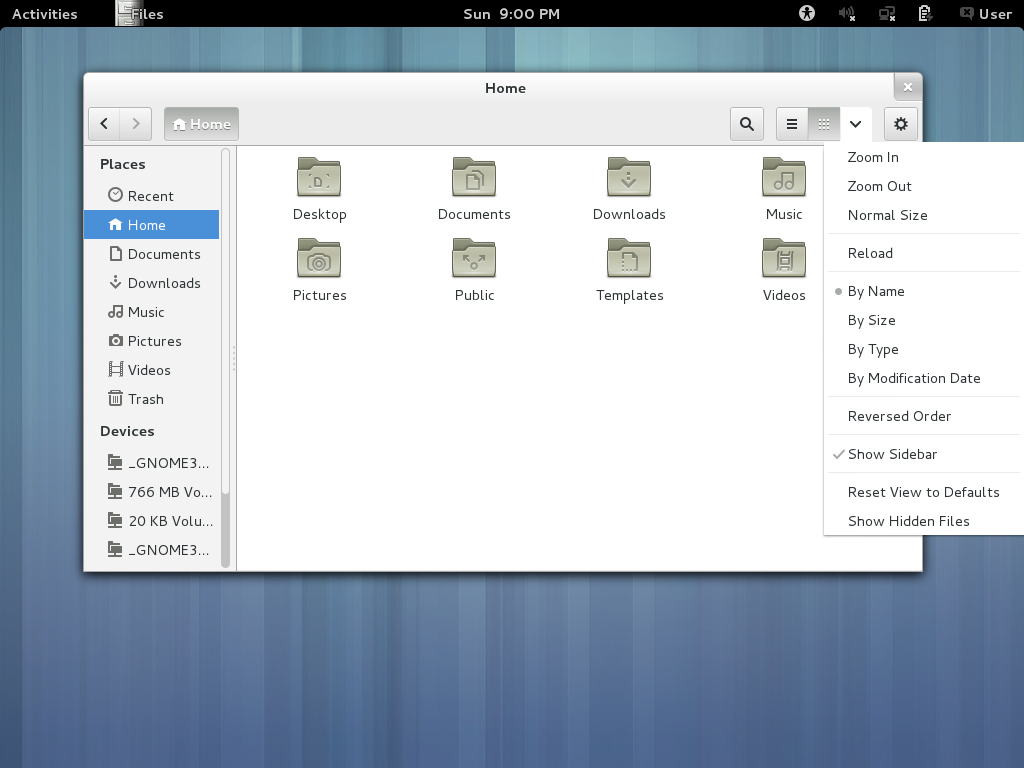 Activities
Files
Sun 9:00 PM
User
Home
Home
Places
Recent
Home
Documents
Downloads
Music
Pictures
Videos
Trash
Devices
_GNOME3...
766 MB Vo...
20 KB Volu...
_GNOME3...
Desktop
Documents
Downloads
Music
Pictures
Public
Templates
Videos
Zoom In
Zoom Out
Normal Size
Reload
By Name
By Size
By Type
By Modification Date
Reversed Order
Show Sidebar
Reset View to Defaults
Show Hidden Files